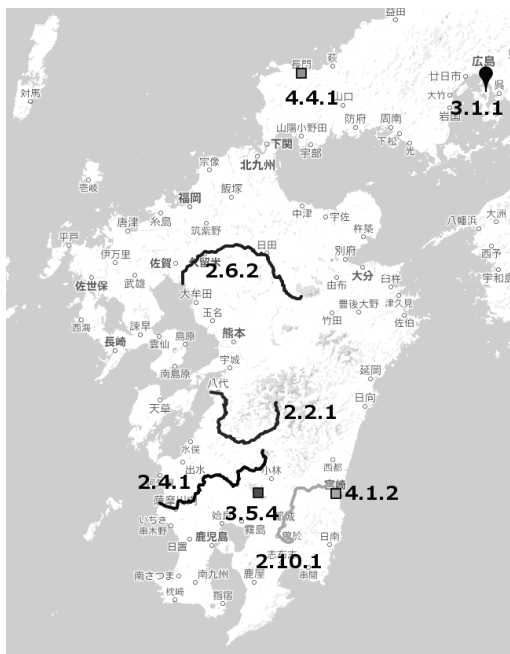 益田
萩
長門
対馬
4.4.1
山口
広島
廿日市
呉
大竹
岩国
3.1.1
山陽小野田
防府
周南
下松
光
宇部
下関
北九州
宗像
壱岐
福岡
飯塚
中津
宇佐
八幡浜
大洲
唐津
糸島
筑紫野
杵築
平戸
伊万里
佐賀
久留米
日田
別府
西予
2.6.2
大分
臼杵
宇和島
佐世保
武雄
大牟田
由布
津久見
豊後大野
玉名
竹田
佐伯
西海
諫早
島原
熊本
長崎
雲仙
宇城
南島原
延岡
八代
日向
天草
2.2.1
水俣
出水
小林
西都
2.4.1
宮崎
4.1.2
薩摩川内
3.5.4
いちき
串木野
姶良
霧島
都城
鹿児島
日置
曽於
日南
志布志
2.10.1
南さつま
南九州
鹿屋
串間
枕崎
指宿